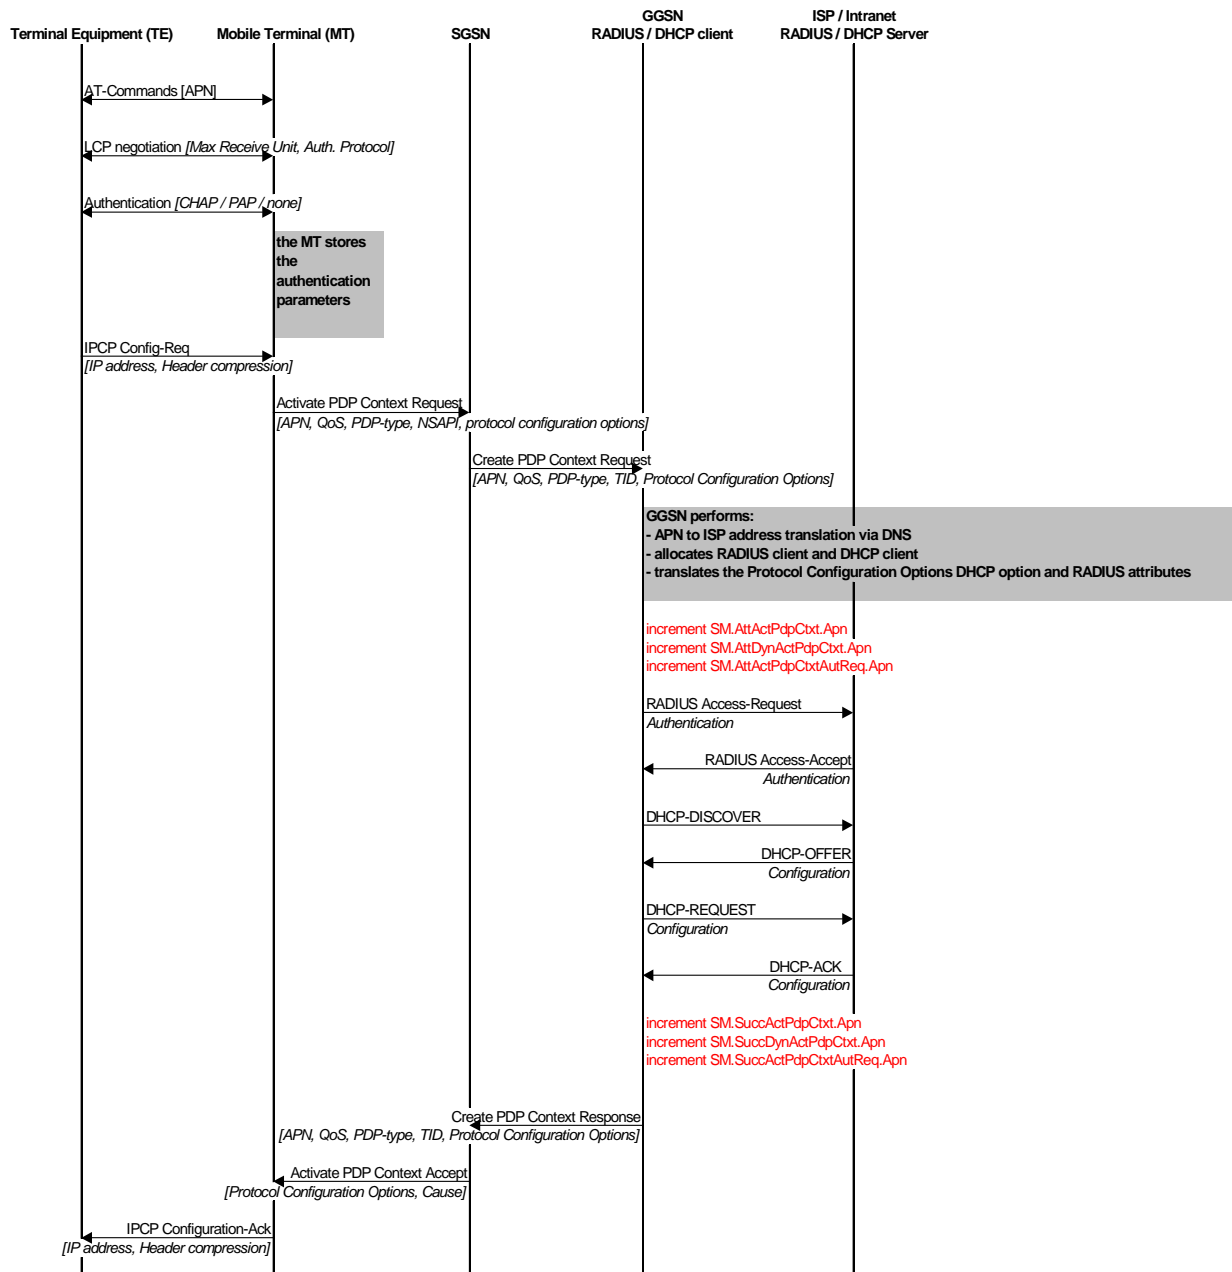 GGSN
ISP / Intranet
Terminal Equipment (TE)
Mobile Terminal (MT)
SGSN
RADIUS / DHCP client
RADIUS / DHCP Server
AT-Commands [APN]
LCP negotiation [Max Receive Unit, Auth. Protocol]
Authentication [CHAP / PAP / none]
the MT stores
the
authentication
parameters
IPCP Config-Req
[IP address, Header compression]
Activate PDP Context Request
[APN, QoS, PDP-type, NSAPI, protocol configuration options]
Create PDP Context Request
[APN, QoS, PDP-type, TID, Protocol Configuration Options]
GGSN performs:
- APN to ISP address translation via DNS
- allocates RADIUS client and DHCP client
- translates the Protocol Configuration Options DHCP option and RADIUS attributes
increment SM.AttActPdpCtxt.Apn
increment SM.AttDynActPdpCtxt.Apn
increment SM.AttActPdpCtxtAutReq.Apn
RADIUS Access-Request
Authentication
RADIUS Access-Accept
Authentication
DHCP-DISCOVER
DHCP-OFFER
Configuration
DHCP-REQUEST
Configuration
DHCP-ACK
Configuration
increment SM.SuccActPdpCtxt.Apn
increment SM.SuccDynActPdpCtxt.Apn
increment SM.SuccActPdpCtxtAutReq.Apn
Create PDP Context Response
[APN, QoS, PDP-type, TID, Protocol Configuration Options]
Activate PDP Context Accept
[Protocol Configuration Options, Cause]
IPCP Configuration-Ack
[IP address, Header compression]